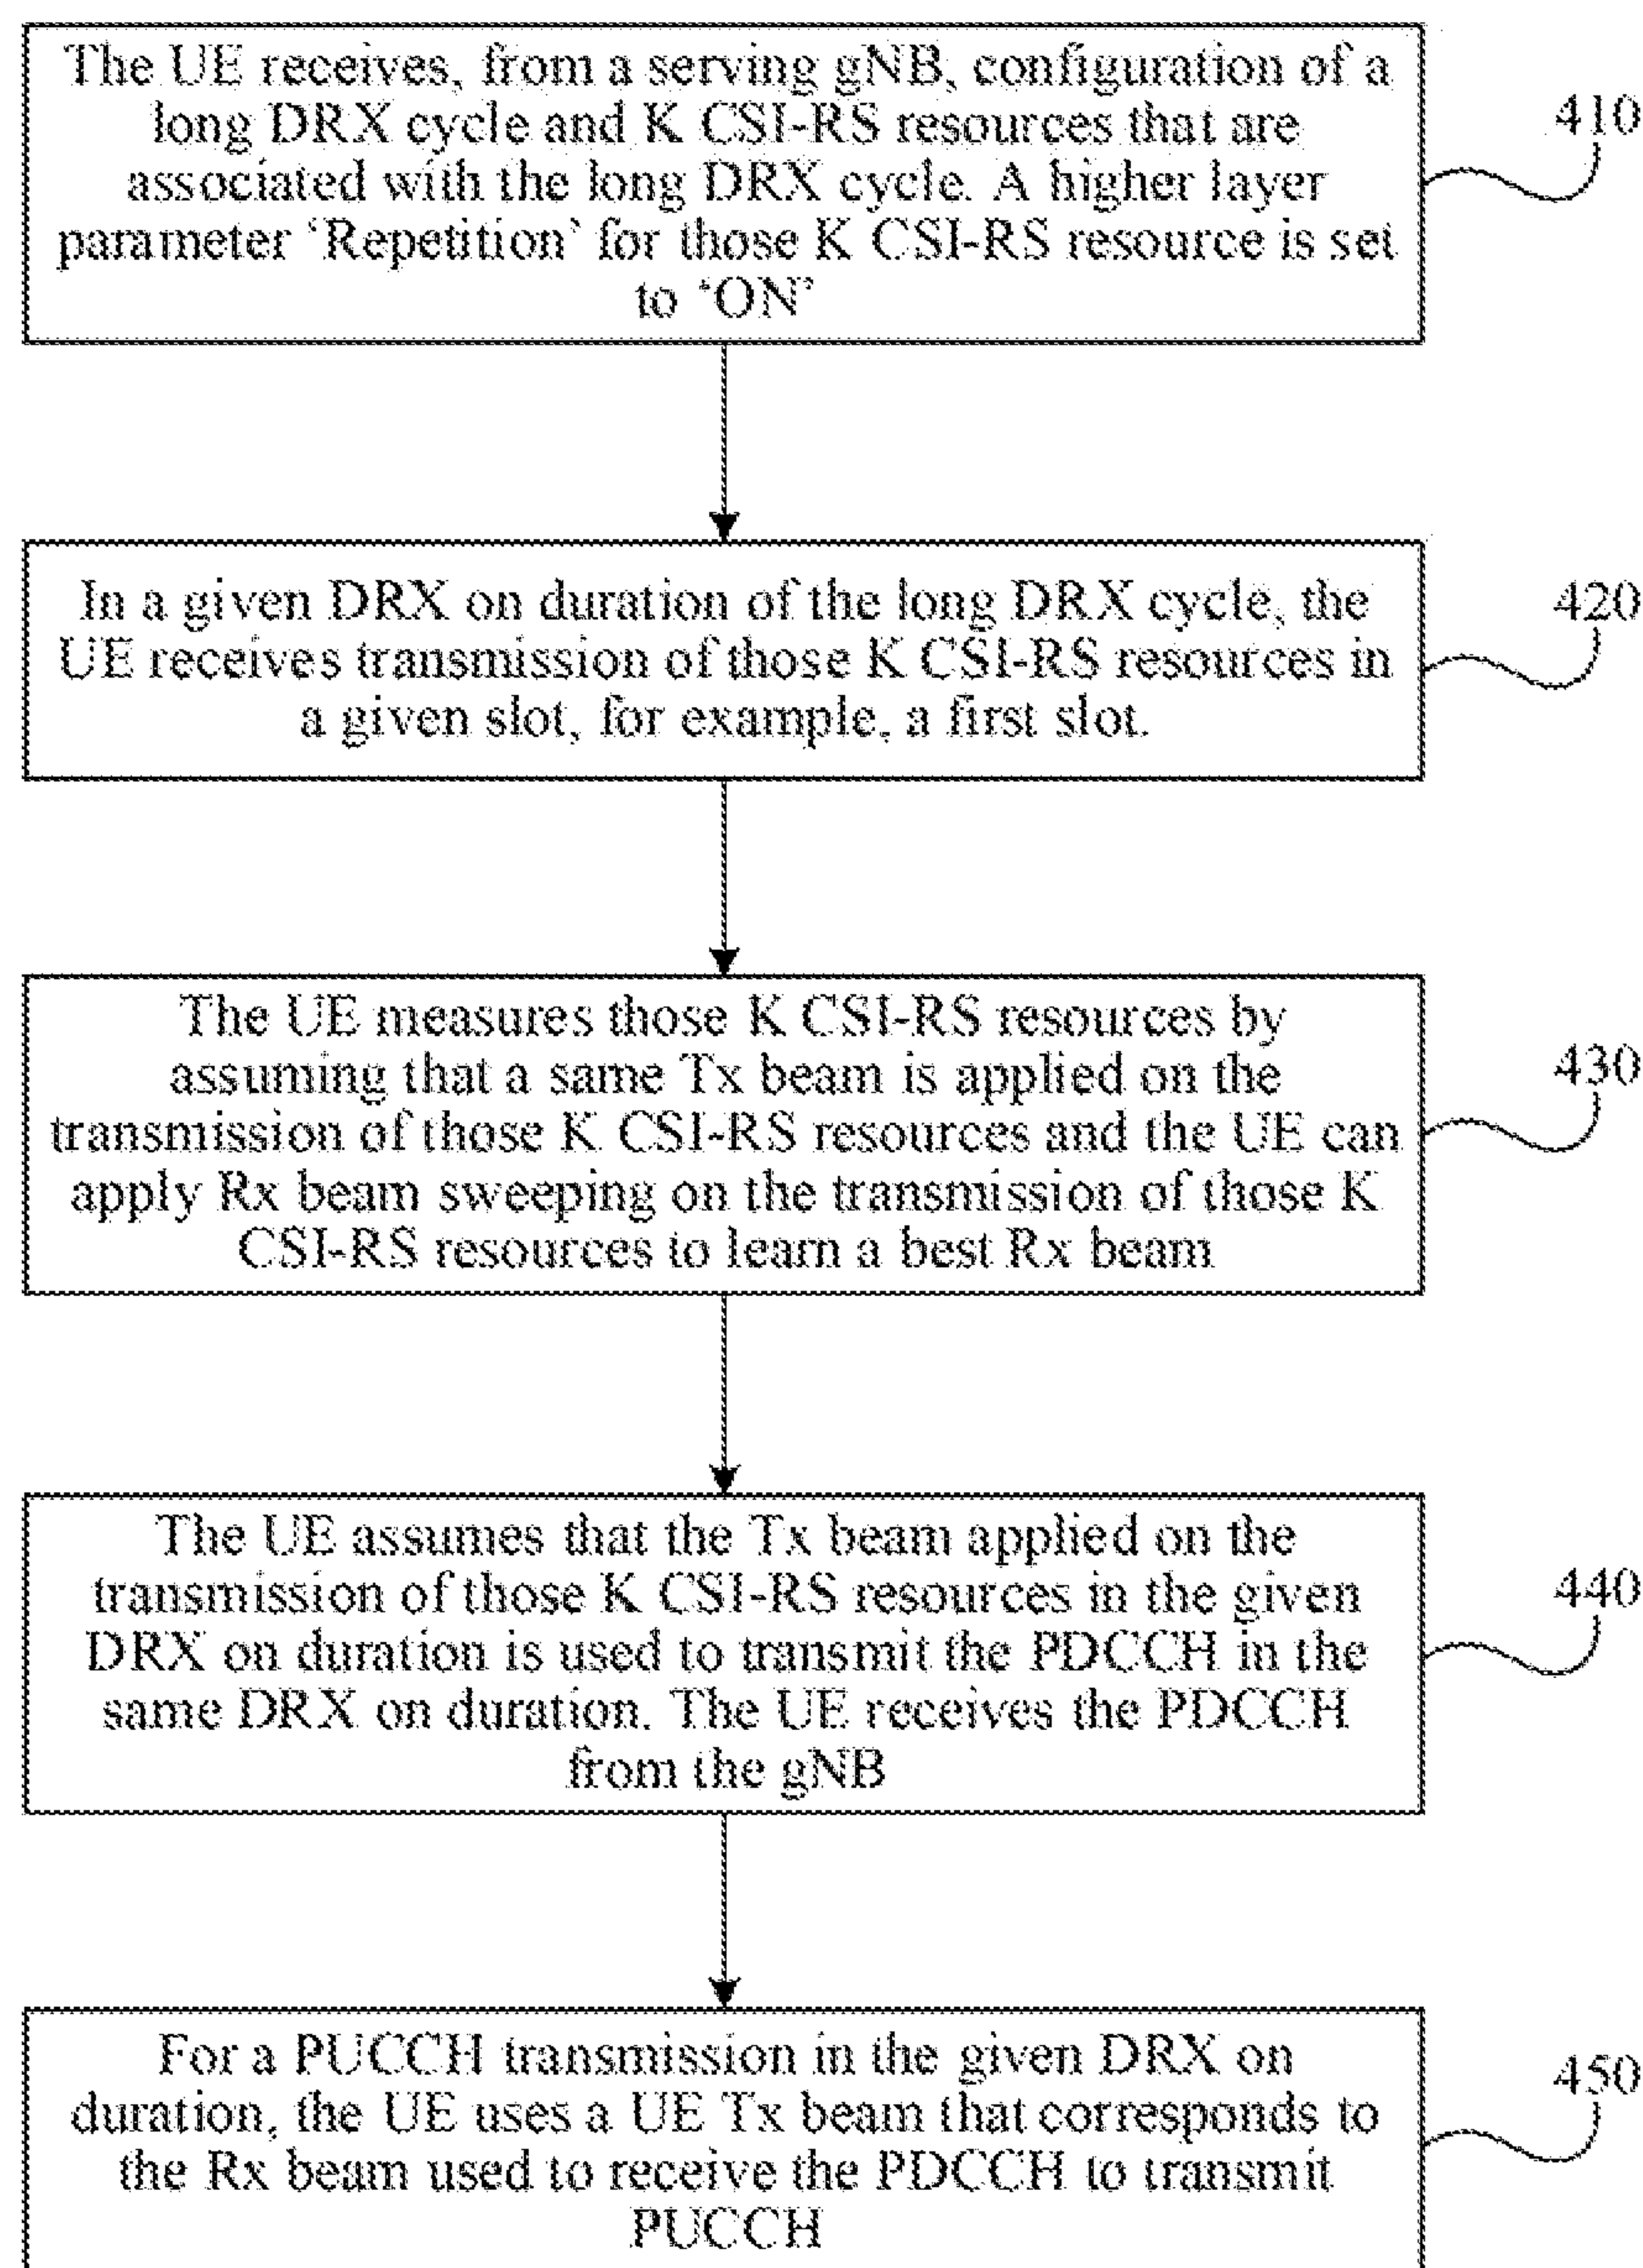 The UE receives, from a serving gNB, configuration of a
long DRX cycle and K CSI-RS resources that are
associated with the long DRX cycle. A higher layer
parameter ‘Repetition’ for those K CSI-RS resource is set
to ‘ON’
410
In a given DRX on duration of the long DRX cycle, the
UE receives transmission of those K CSI-RS resources in
a given slot, for example, a first slot.
420
The UE measures those K CSI-RS resources by
assuming that a same Tx beam is applied on the
transmission of those K CSI-RS resources and the UE can
apply Rx beam sweeping on the transmission of those K
CSI-RS resources to learn a best Rx beam
430
The UE assumes that the Tx beam applied on the
transmission of those K CSI-RS resources in the given
DRX on duration is used to transmit the PDCCH in the
same DRX on duration. The UE receives the PDCCH
from the gNB
440
For a PUCCH transmission in the given DRX on
duration, the UE uses a UE Tx beam that corresponds to
the Rx beam used to receive the PDCCH to transmit
PUCCH
450